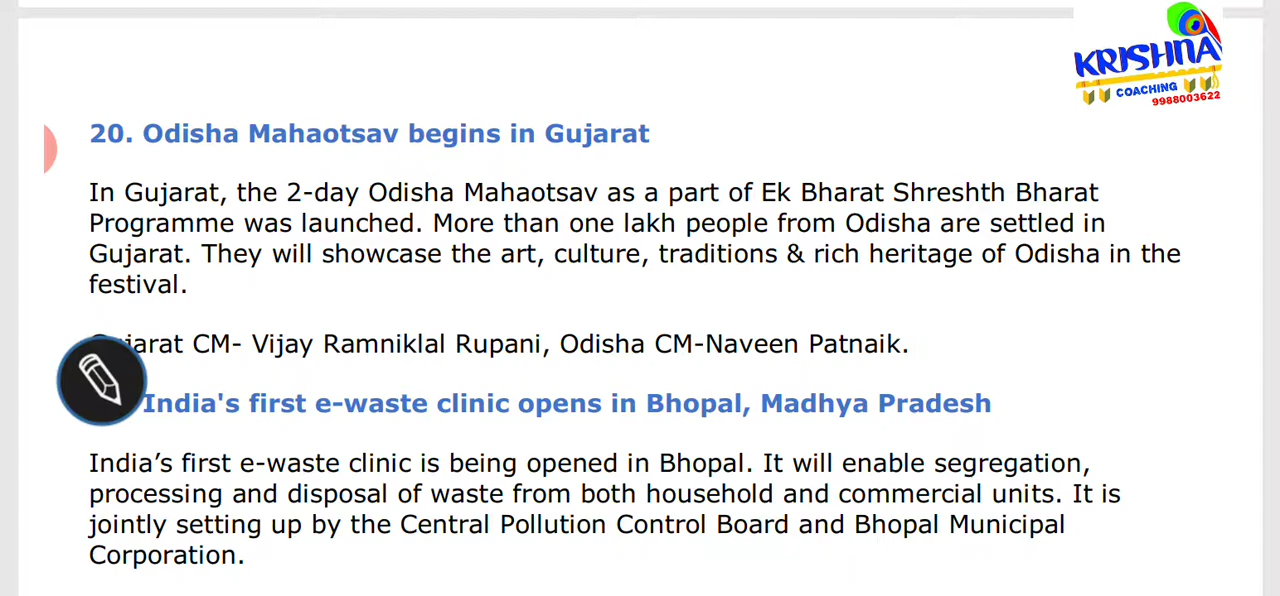 KRISHNA
COACHING
9988003622
20. Odisha Mahaotsav begins in Gujarat
In Gujarat, the 2-day Odisha Mahaotsav as a part of Ek Bharat Shreshth Bharat
Programme was launched. More than one lakh people from Odisha are settled in
Gujarat. They will showcase the art, culture, traditions & rich heritage of Odisha in the
festival.
Gujarat CM- Vijay Ramniklal Rupani, Odisha CM-Naveen Patnaik.
India's first e-waste clinic opens in Bhopal, Madhya Pradesh
India’s first e-waste clinic is being opened in Bhopal. It will enable segregation,
processing and disposal of waste from both household and commercial units. It is
jointly setting up by the Central Pollution Control Board and Bhopal Municipal
Corporation.